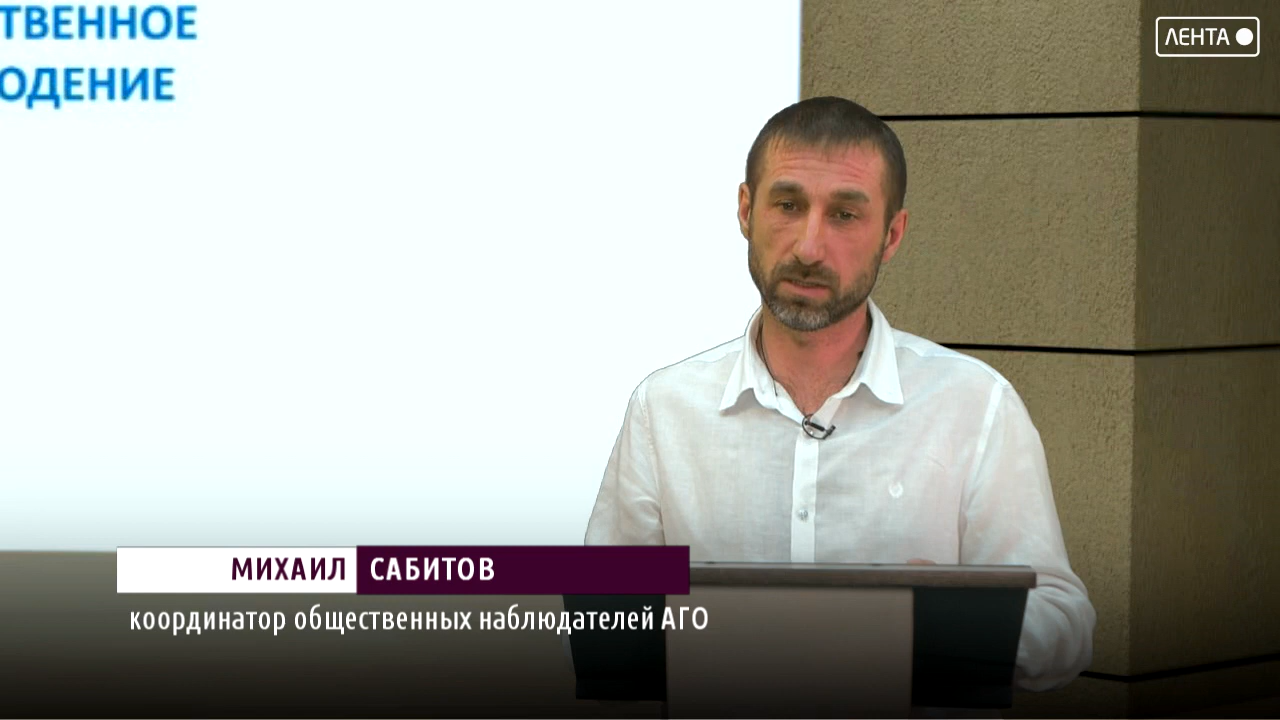 ТВЕННОЕ
ОДЕНИЕ
ЛЕНТА
МИХАИЛ САБИТОВ
координатор общественных наблюдателей АГО